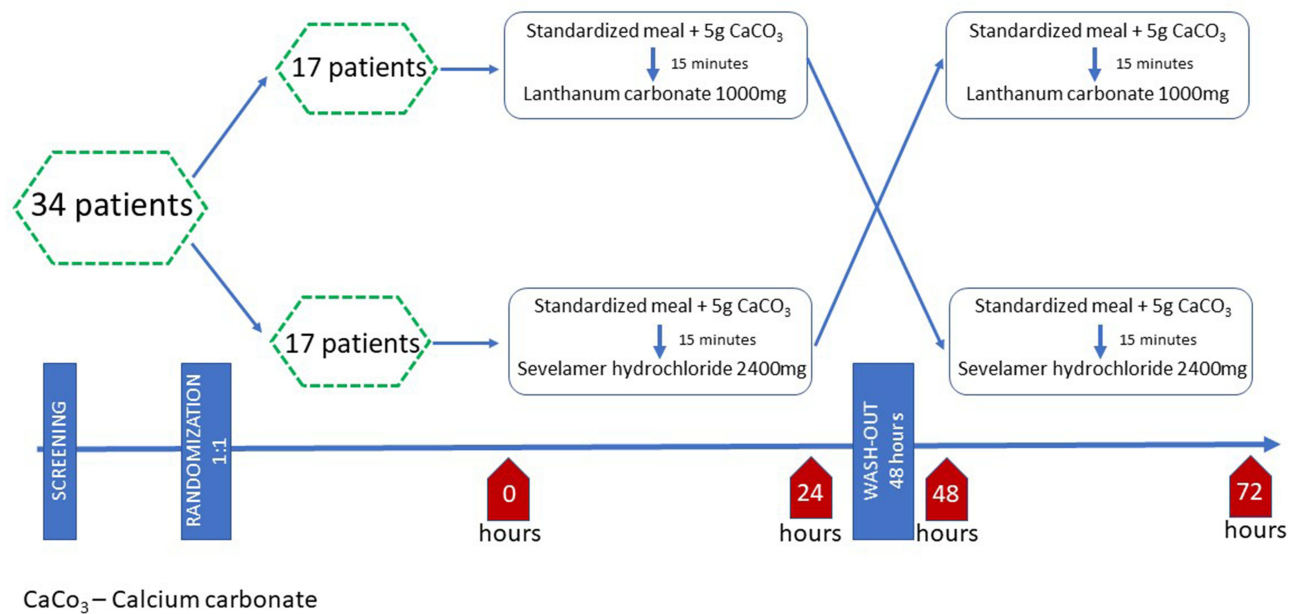 34 patients
17 patients
Standardized meal + 5g CaCO₃
15 minutes
Lanthanum carbonate 1000mg
Standardized meal + 5g CaCO₃
15 minutes
Lanthanum carbonate 1000mg
17 patients
Standardized meal + 5g CaCO₃
15 minutes
Sevelamer hydrochloride 2400mg
Standardized meal + 5g CaCO₃
15 minutes
Sevelamer hydrochloride 2400mg
SCREENING
RANDOMIZATION
1:1
0
hours
24
hours
WASH-OUT
48 hours
48
hours
72
hours
CaCo₃ – Calcium carbonate